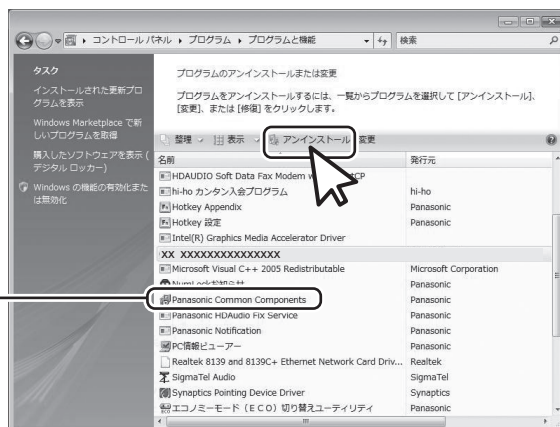 コントロール パネル ▸ プログラム ▸ プログラムと機能
検索
タスク
インストールされた更新プロ
グラムを表示
Windows Marketplace で新
しいプログラムを取得
購入したソフトウェアを表示 (
デジタル ロッカー)
Windows の機能の有効化また
は無効化
プログラムのアンインストールまたは変更
プログラムをアンインストールするには、一覧からプログラムを選択して [アンインストール]、
[変更]、または [修復] をクリックします。
整理 表示 アンインストール 変更
名前 発行元
HDAUDIO Soft Data Fax Modem CP
hi-ho カンタン入会プログラム hi-ho
Hotkey Appendix Panasonic
Hotkey 設定 Panasonic
Intel(R) Graphics Media Accelerator Driver
XX XXXXXXXXXXXXXXX
Microsoft Visual C++ 2005 Redistributable Microsoft Corporation
NumLockお知らせ Panasonic
Panasonic Common Components Panasonic
Panasonic HDAudio Fix Service Panasonic
Panasonic Notification Panasonic
PC情報ビューアー Panasonic
Realtek 8139 and 8139C+ Ethernet Network Card Driv... Realtek
SigmaTel Audio SigmaTel
Synaptics Pointing Device Driver Synaptics
エコノミーモード（ＥＣＯ）切り替えユーティリティ Panasonic